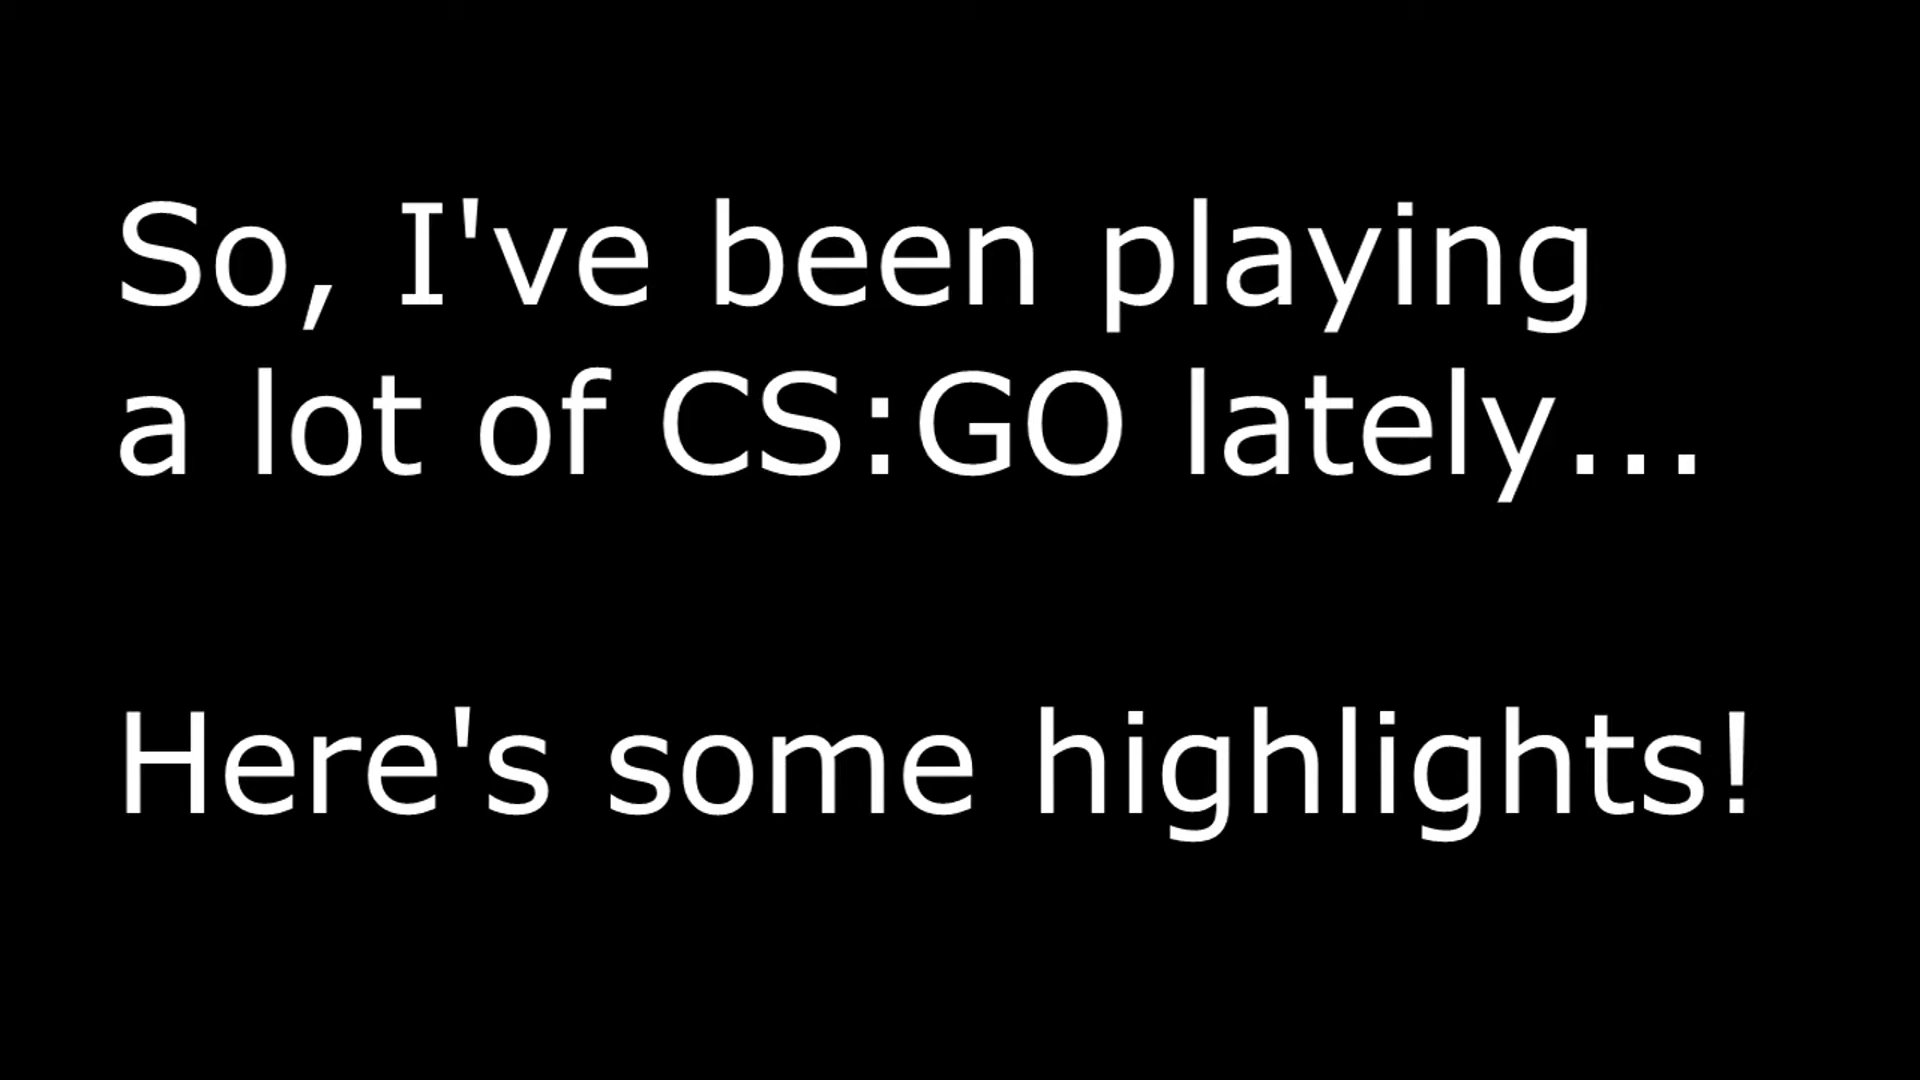 So, I've been playing
a lot of CS:GO lately...
Here's some highlights!